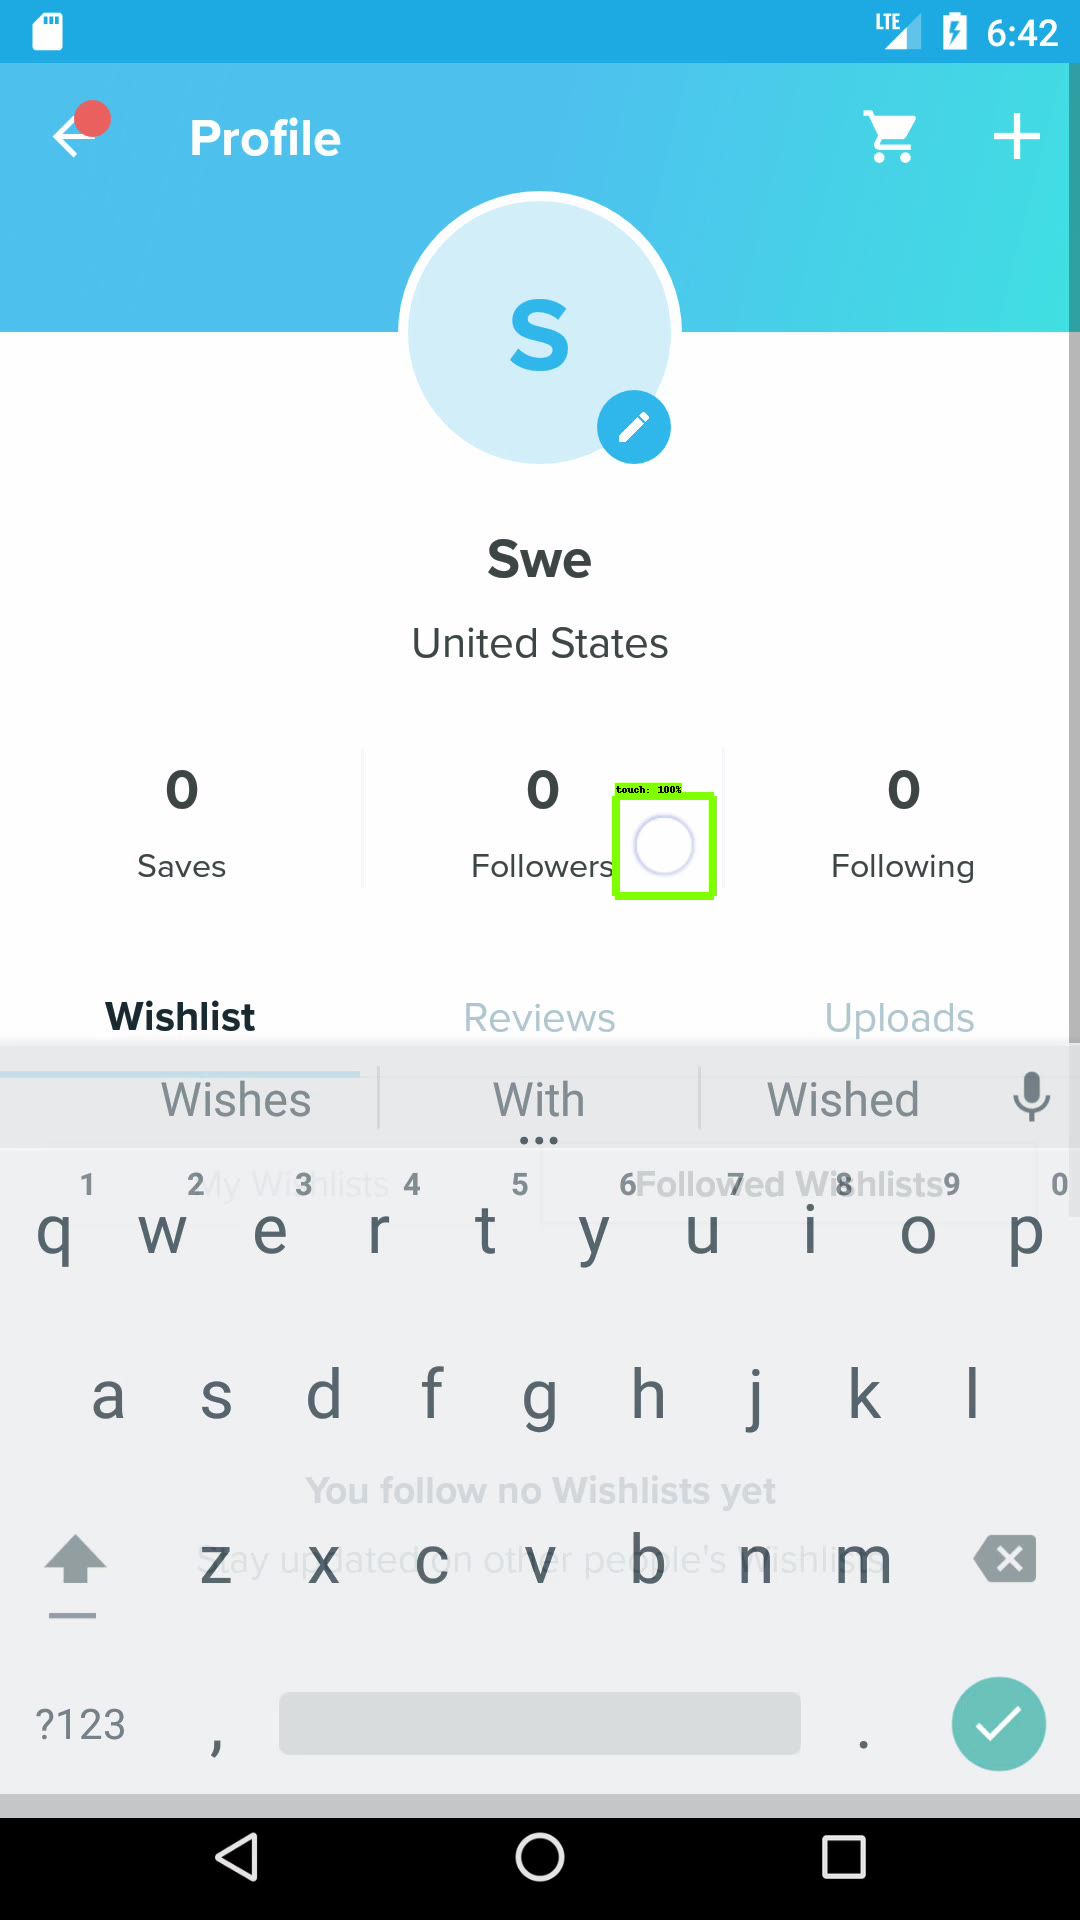 LTE 6:42
Profile
S
Swe
United States
0 0 0
touch: 100%
Saves Followers Following
Wishlist Reviews Uploads
Wishes With Wished
...
My Wishlists Followed Wishlists
1 2 3 4 5 6 7 8 9 0
q w e r t y u i o p
a s d f g h j k l
You follow no Wishlists yet
Stay updated on other people's Wishlists
z x c v b n m
?123 , .